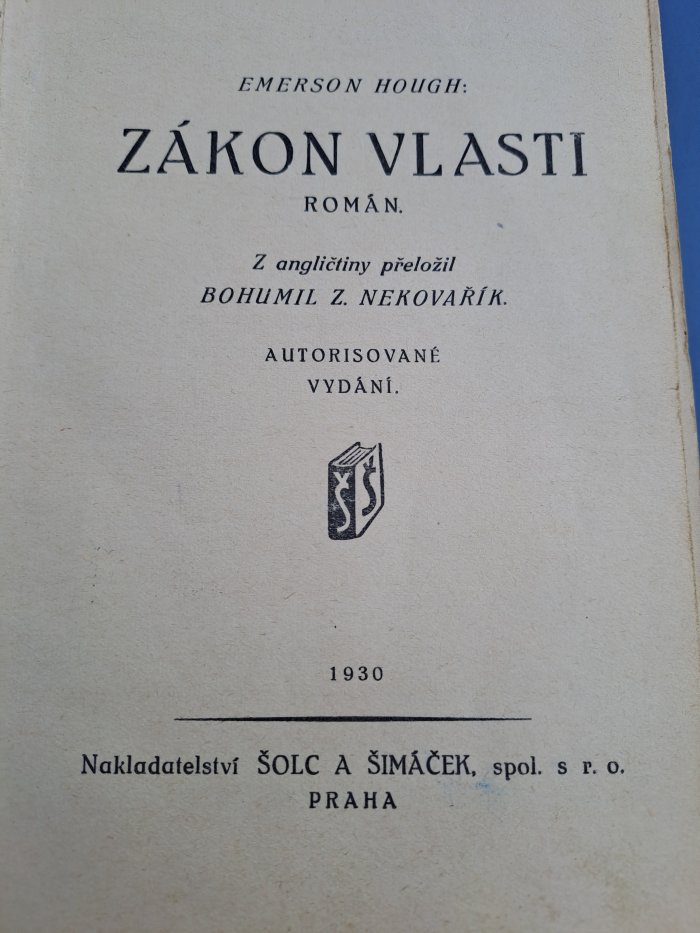 EMERSON HOUGH:
ZÁKON VLASTI
ROMÁN.
Z angličtiny přeložil
BOHUMIL Z. NEKOVAŘÍK.
AUTORISOVANÉ
VYDÁNÍ.
Š Š
1930
Nakladatelství ŠOLC A ŠIMÁČEK, spol. s r. o.
PRAHA